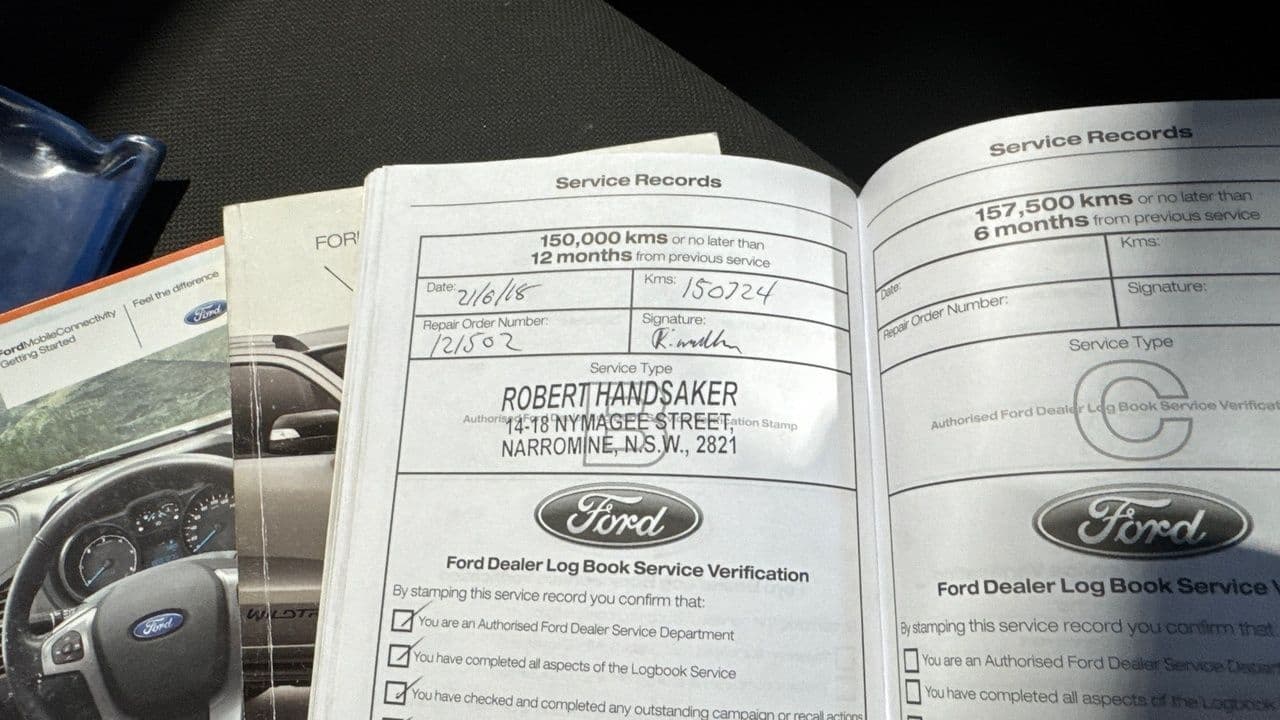 FordMobileConnectivity
Getting Started
Feel the difference
Ford
Ford
FOR
WILDT
Service Records
150,000 kms or no later than
12 months from previous service
Date: 21/6/18
Kms: 150724
Repair Order Number:
121502
Signature:
Service Type
ROBERT HANDSAKER
14-18 NYMAGEE STREET,
NARROMINE, N.S.W., 2821
Ford
Ford Dealer Log Book Service Verification
By stamping this service record you confirm that:
You are an Authorised Ford Dealer Service Department
You have completed all aspects of the Logbook Service
You have checked and completed any outstanding campaign or recall actions
Service Records
157,500 kms or no later than
6 months from previous service
Date:
Kms:
Repair Order Number:
Signature:
Service Type
C
Authorised Ford Dealer Log Book Service Verificat
Ford
Ford Dealer Log Book Service
By stamping this service record you confirm that
You are an Authorised Ford Dealer Service Depar
You have completed all aspects of the Logbook